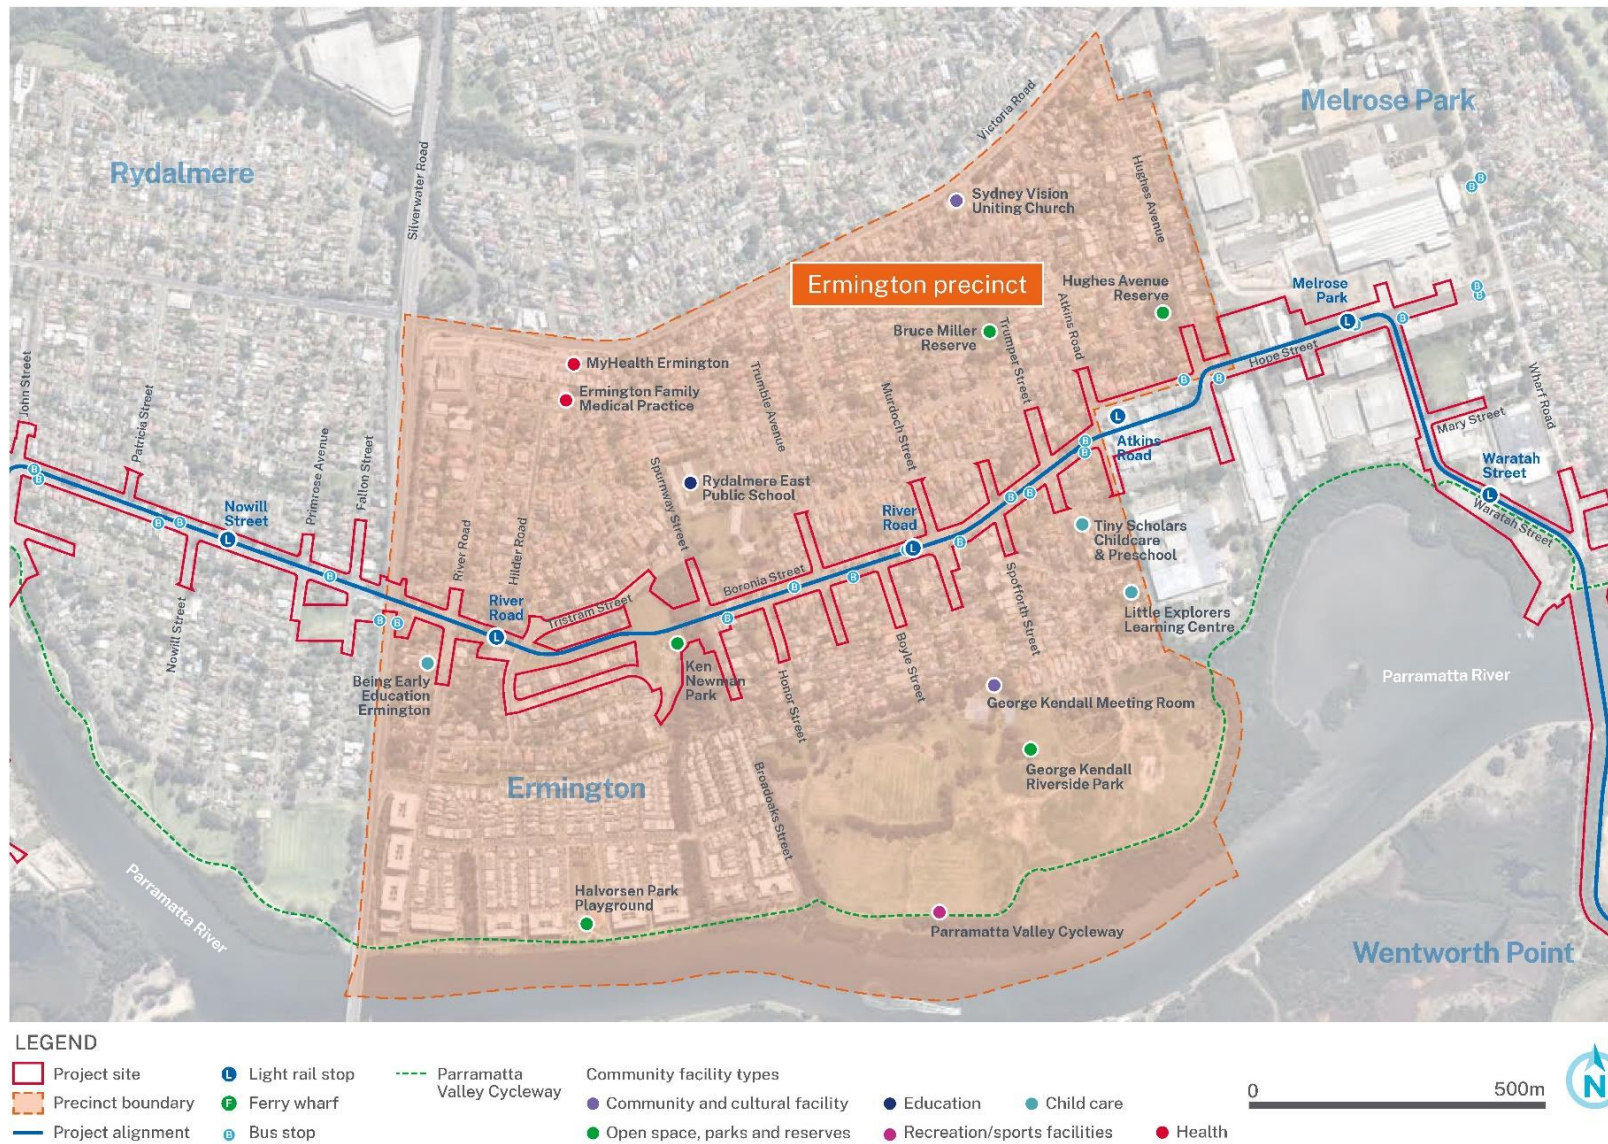 Melrose Park
Rydalmere
Silverwater Road
Victoria Road
Hughes Avenue
Sydney Vision
Uniting Church
Ermington precinct
Hughes Avenue
Reserve
Melrose
Park
Bruce Miller
Reserve
Trumper Street
Atkins Road
Hope Street
MyHealth Ermington
Ermington Family
Medical Practice
Trumble Avenue
Murdoch Street
John Street
Patricia Street
Primrose Avenue
Fallon Street
Wharf Road
Mary Street
Atkins
Road
Waratah
Street
Waratah Street
Spurnway Street
Rydalmere East
Public School
Nowill
Street
River
Road
River Road
Hilder Road
Tiny Scholars
Childcare
& Preschool
Boronia Street
Spofforth Street
River
Road
Tristram Street
Nowill Street
Little Explorers
Learning Centre
Boyle Street
Honor Street
Ken
Newman
Park
Being Early
Education
Ermington
George Kendall Meeting Room
Parramatta River
George Kendall
Riverside Park
Ermington
Broadoaks Street
Halvorsen Park
Playground
Parramatta River
Parramatta Valley Cycleway
Wentworth Point
LEGEND
Project site
Precinct boundary
Project alignment
L Light rail stop
F Ferry wharf
B Bus stop
Parramatta
Valley Cycleway
Community facility types
Community and cultural facility
Open space, parks and reserves
Education
Recreation/sports facilities
Child care
Health
0
500m
N